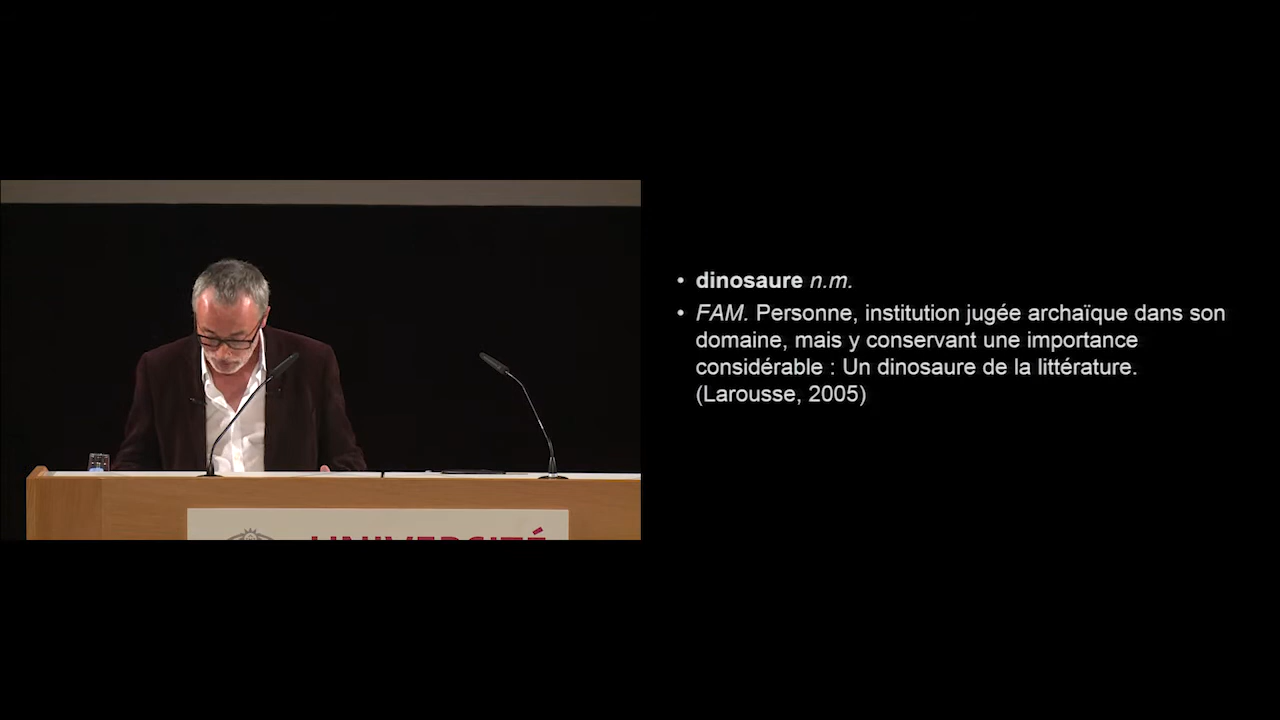 • dinosaure n.m.
• FAM. Personne, institution jugée archaïque dans son
domaine, mais y conservant une importance
considérable : Un dinosaure de la littérature.
(Larousse, 2005)
UNIVERSITÉ